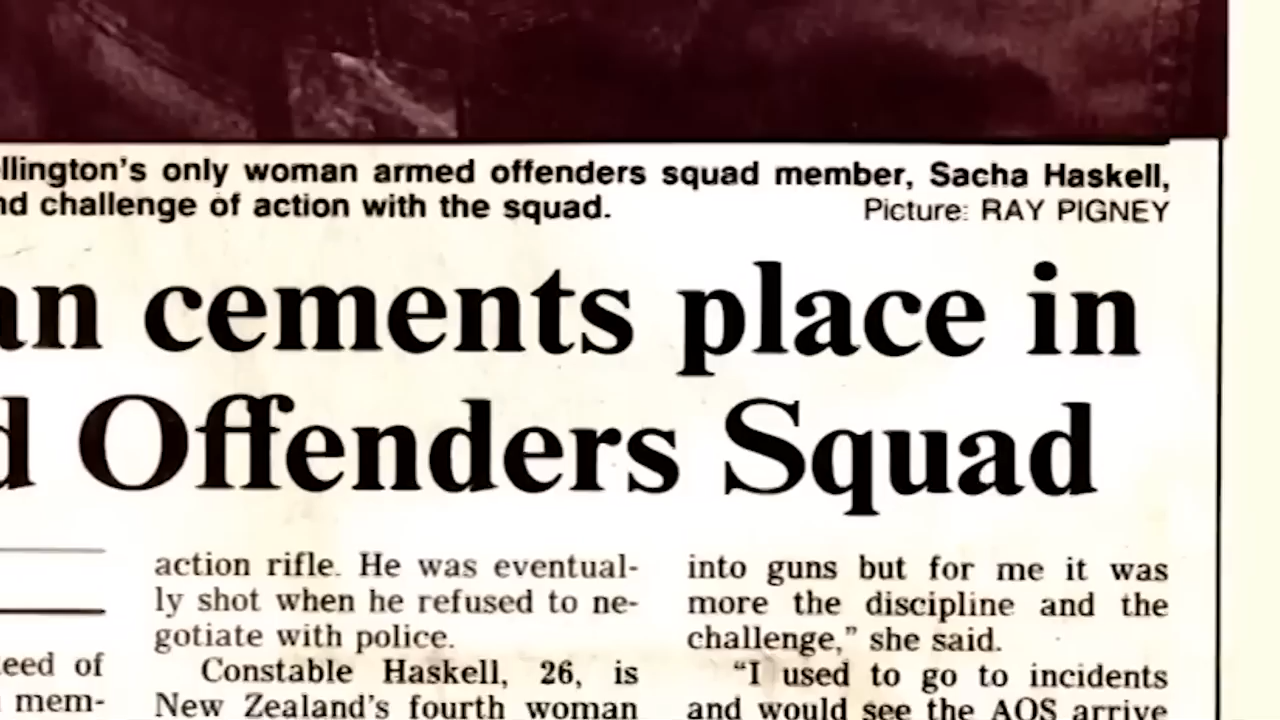 llington's only woman armed offenders squad member, Sacha Haskell,
nd challenge of action with the squad.
Picture: RAY PIGNEY
an cements place in
d Offenders Squad
eed of
mem-
action rifle. He was eventual-
ly shot when he refused to ne-
gotiate with police.
Constable Haskell, 26, is
New Zealand's fourth woman
into guns but for me it was
more the discipline and the
challenge,” she said.
“I used to go to incidents
and would see the AOS arrive